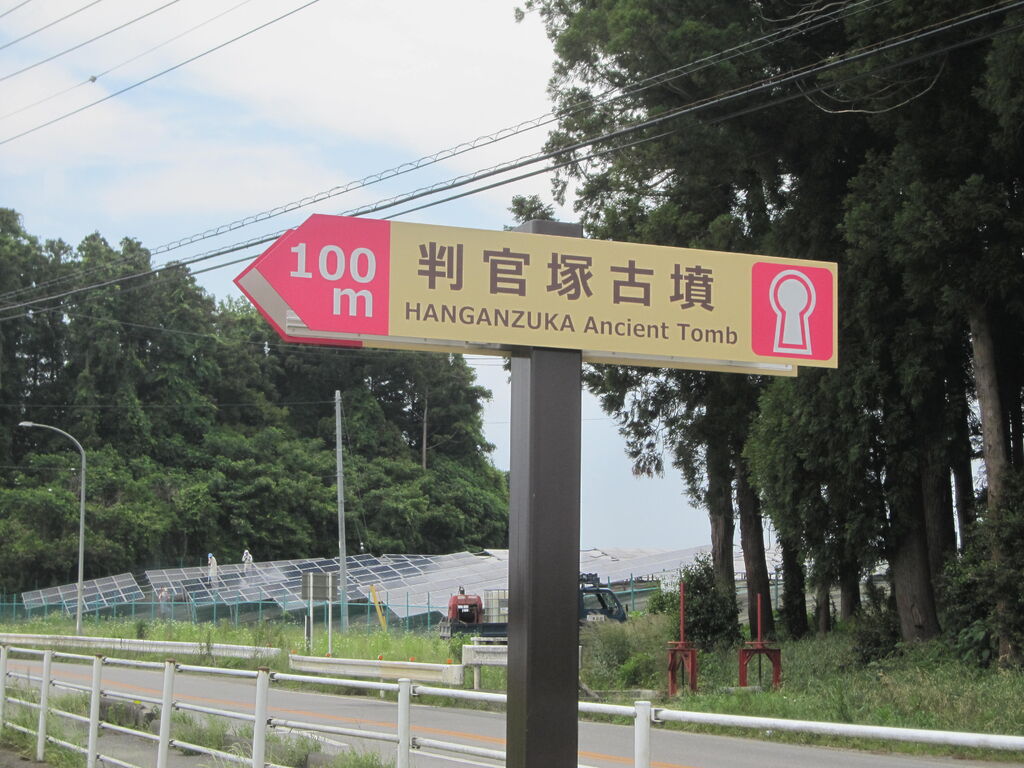 100
m
判官塚古墳
HANGANZUKA Ancient Tomb